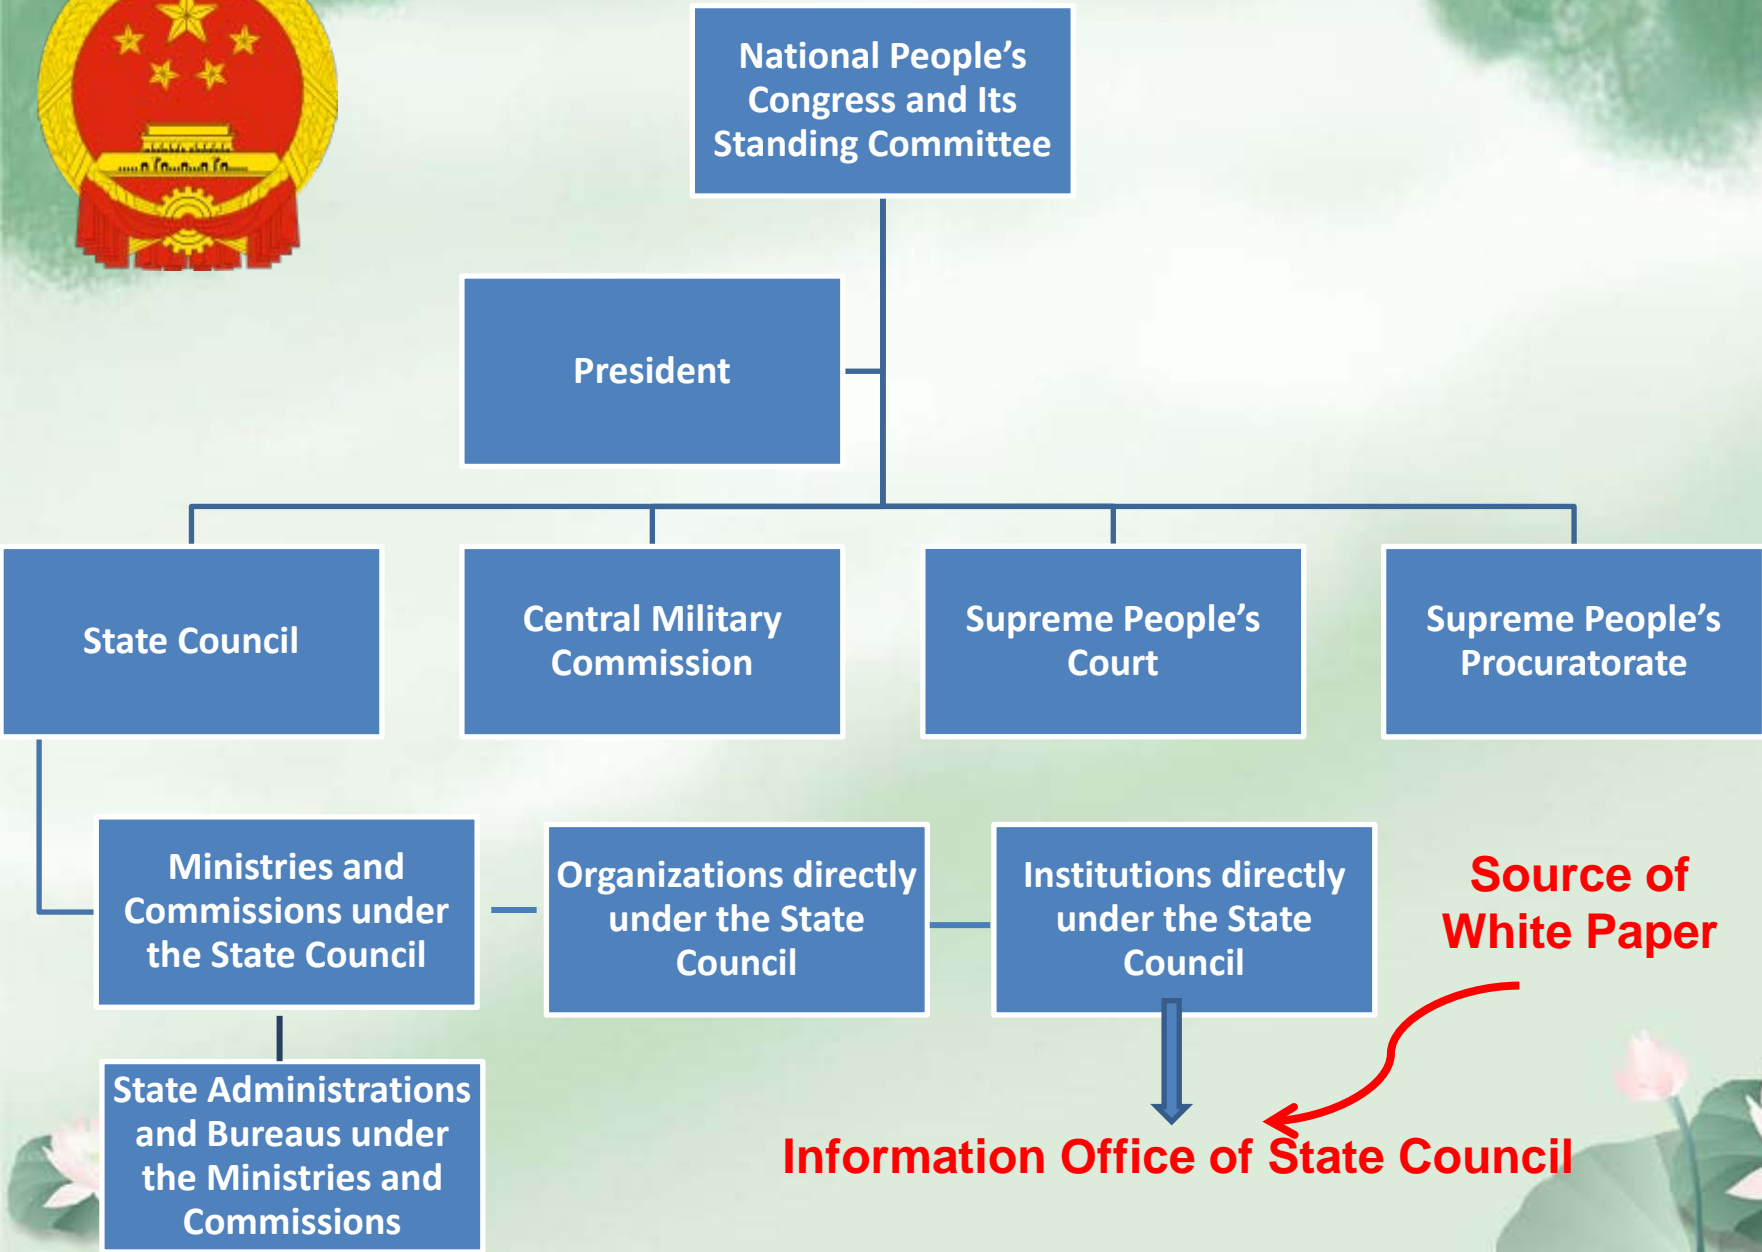 National People’s
Congress and Its
Standing Committee
President
State Council
Central Military
Commission
Supreme People’s
Court
Supreme People’s
Procuratorate
Ministries and
Commissions under
the State Council
Organizations directly
under the State
Council
Institutions directly
under the State
Council
Source of
White Paper
State Administrations
and Bureaus under
the Ministries and
Commissions
Information Office of State Council